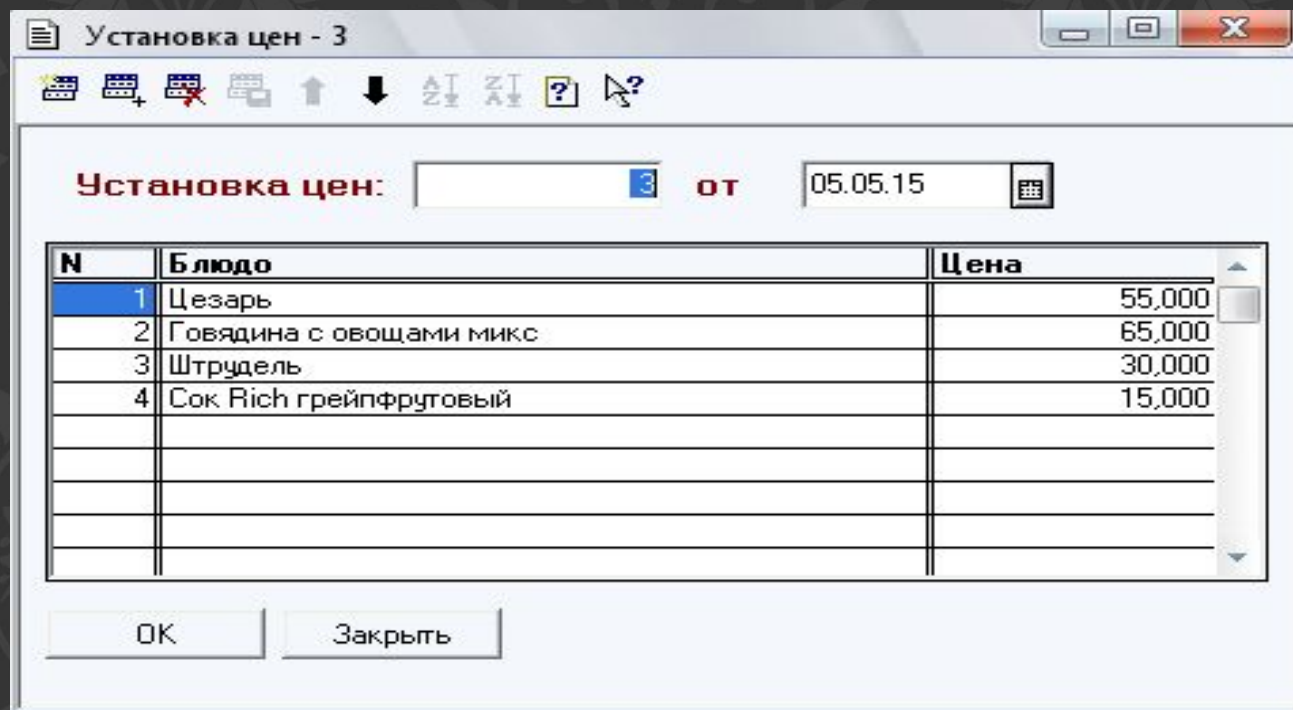 Установка цен - 3
Установка цен: 3 от 05.05.15
N Блюдо Цена
1 Цезарь 55,000
2 Говядина с овощами микс 65,000
3 Штрудель 30,000
4 Сок Rich грейпфрутовый 15,000
OK Закрыть